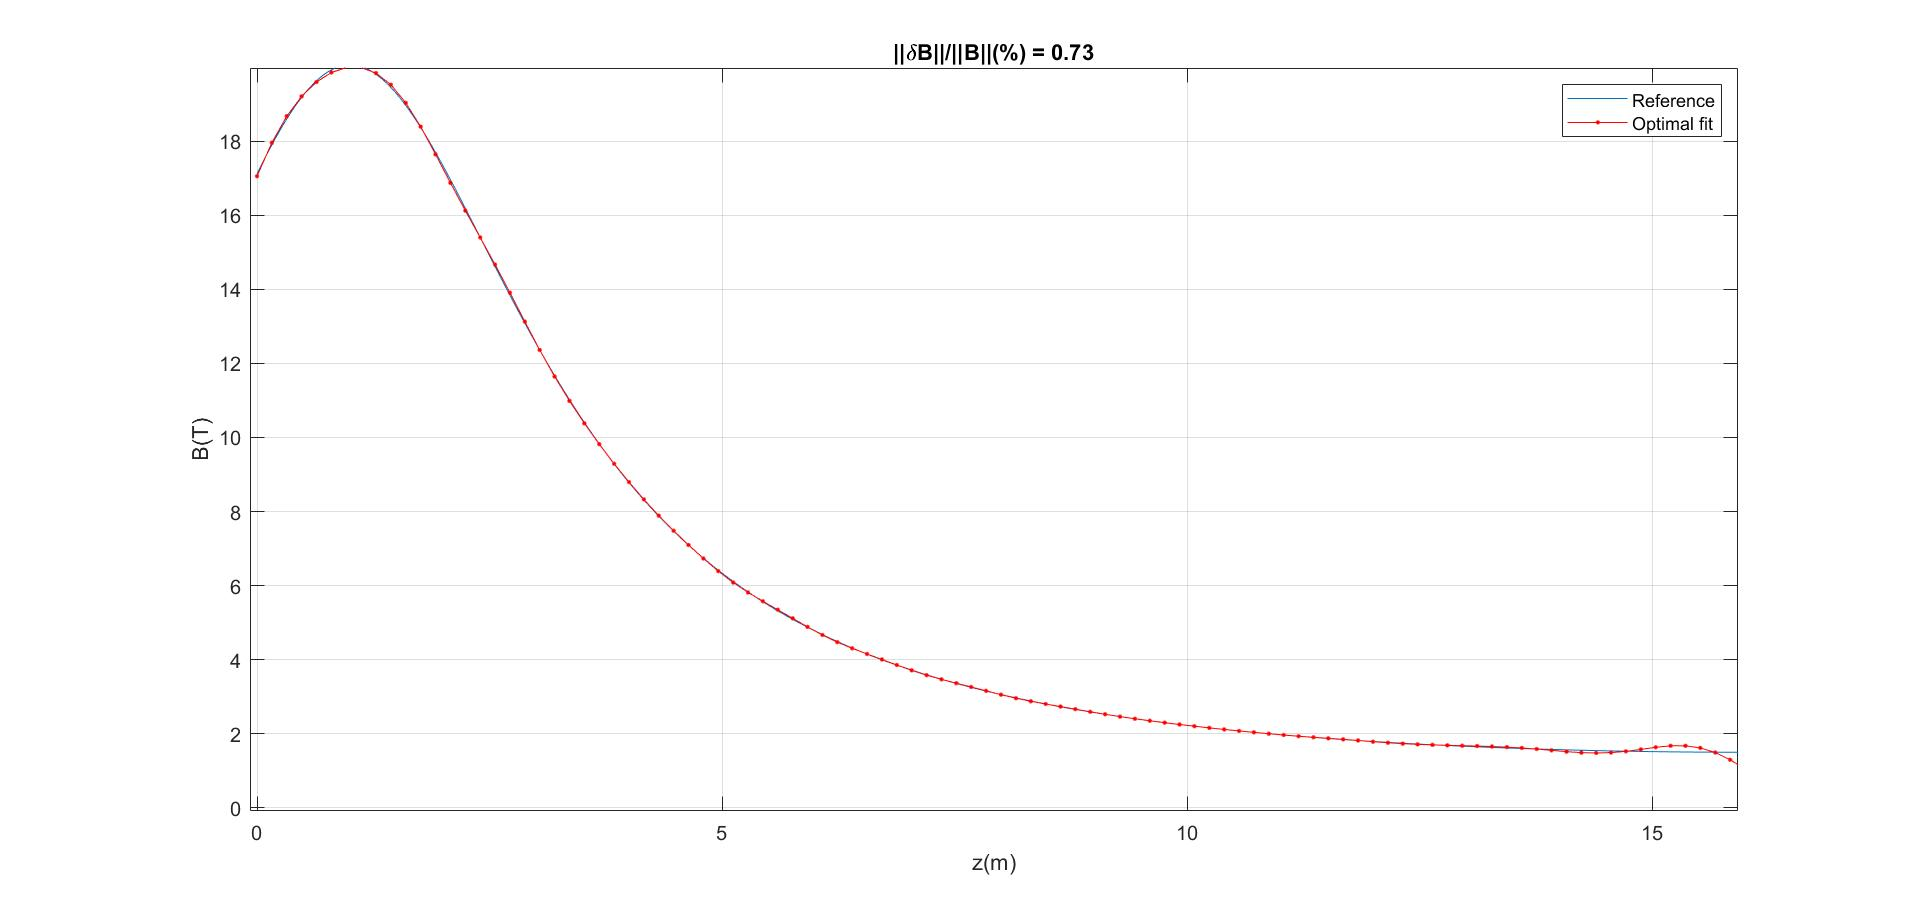 ||δB||/||B||(%) = 0.73
Reference
Optimal fit
18
16
14
12
10
8
6
4
2
0
B(T)
0 5 10 15
z(m)